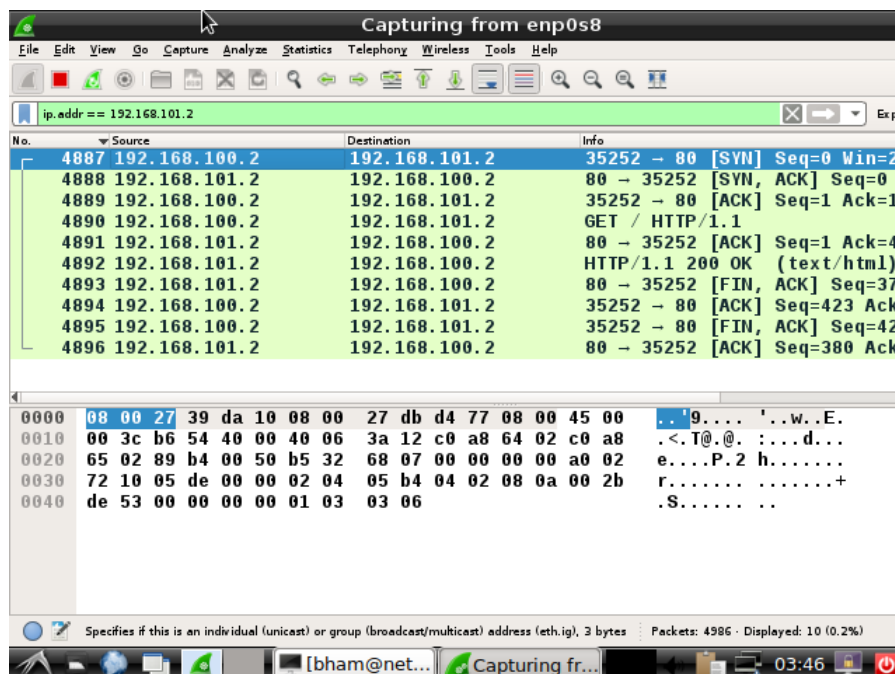 Capturing from enp0s8
File Edit View Go Capture Analyze Statistics Telephony Wireless Tools Help
ip.addr == 192.168.101.2
No. Source Destination Info
4887 192.168.100.2 192.168.101.2 35252 → 80 [SYN] Seq=0 Win=2
4888 192.168.101.2 192.168.100.2 80 → 35252 [SYN, ACK] Seq=0
4889 192.168.100.2 192.168.101.2 35252 → 80 [ACK] Seq=1 Ack=1
4890 192.168.100.2 192.168.101.2 GET / HTTP/1.1
4891 192.168.101.2 192.168.100.2 80 → 35252 [ACK] Seq=1 Ack=4
4892 192.168.101.2 192.168.100.2 HTTP/1.1 200 OK (text/html)
4893 192.168.101.2 192.168.100.2 80 → 35252 [FIN, ACK] Seq=37
4894 192.168.100.2 192.168.101.2 35252 → 80 [ACK] Seq=423 Ack
4895 192.168.100.2 192.168.101.2 35252 → 80 [FIN, ACK] Seq=42
4896 192.168.101.2 192.168.100.2 80 → 35252 [ACK] Seq=380 Ack
0000 08 00 27 39 da 10 08 00 27 db d4 77 08 00 45 00 ..'9.... '..w..E.
0010 00 3c b6 54 40 00 40 06 3a 12 c0 a8 64 02 c0 a8 .<.T@.@. :...d...
0020 65 02 89 b4 00 50 b5 32 68 07 00 00 00 00 a0 02 e....P.2 h.......
0030 72 10 05 de 00 00 02 04 05 b4 04 02 08 0a 00 2b r....... .......+
0040 de 53 00 00 00 00 01 03 03 06 .S...... ..
Specifies if this is an individual (unicast) or group (broadcast/multicast) address (eth.ig), 3 bytes Packets: 4986 · Displayed: 10 (0.2%)
[bham@net... Capturing fr... 03:46